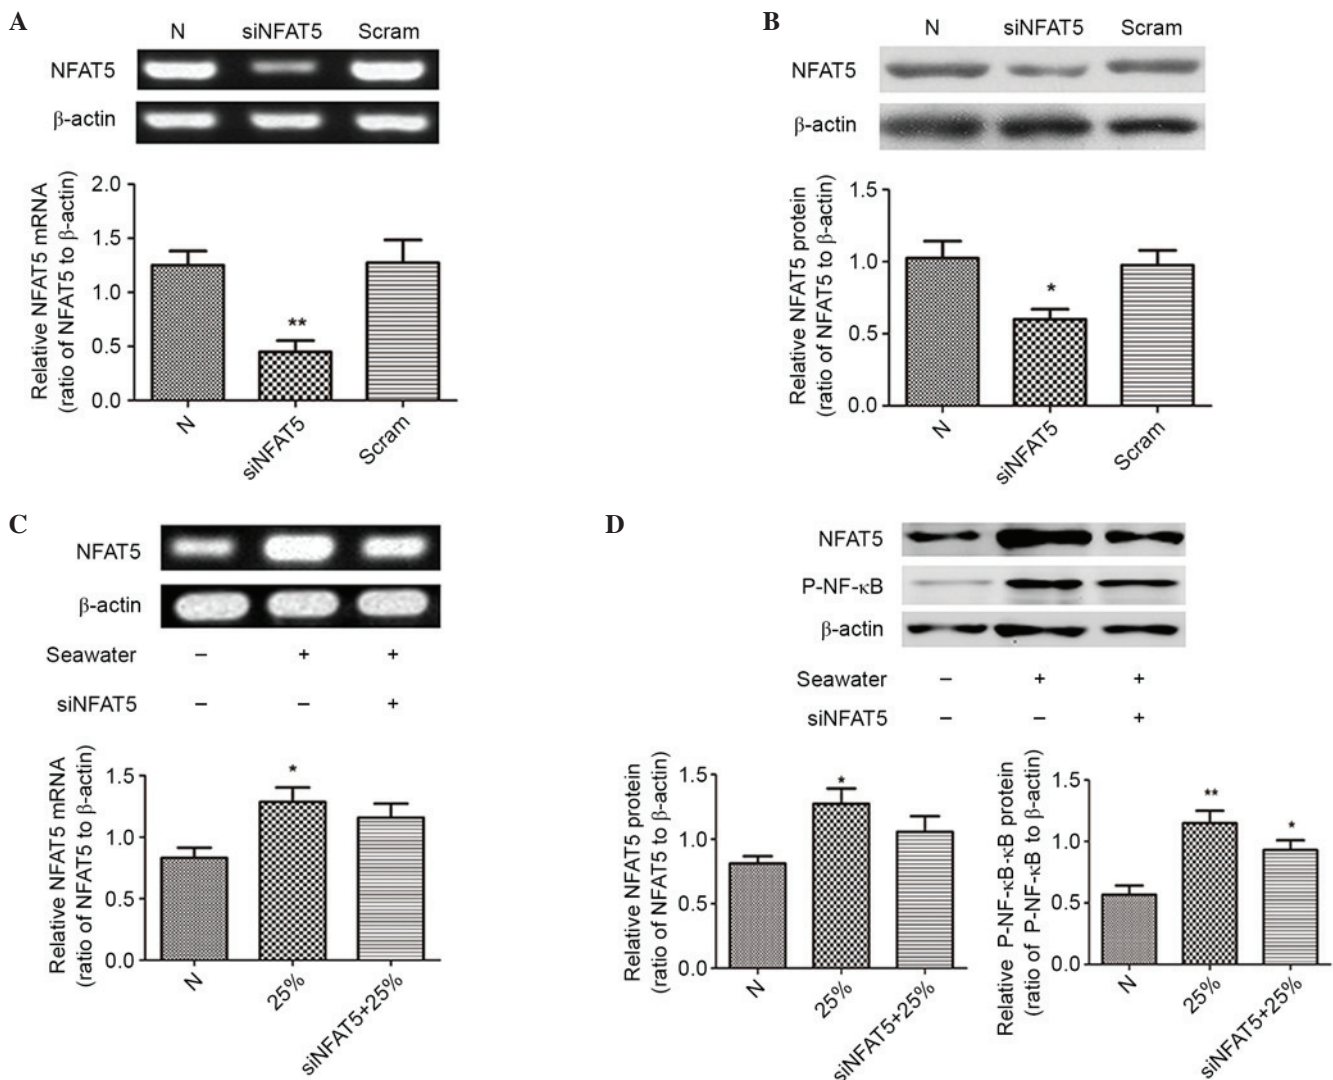 A
N siNFAT5 Scram
NFAT5
β-actin
Relative NFAT5 mRNA
(ratio of NFAT5 to β-actin)
2.0
1.5
1.0
0.5
0.0
**
N siNFAT5 Scram
B
N siNFAT5 Scram
NFAT5
β-actin
Relative NFAT5 protein
(ratio of NFAT5 to β-actin)
1.5
1.0
0.5
0.0
*
N siNFAT5 Scram
C
NFAT5
β-actin
Seawater – + +
siNFAT5 – – +
Relative NFAT5 mRNA
(ratio of NFAT5 to β-actin)
1.5
1.0
0.5
0.0
*
N 25% siNFAT5+25%
D
NFAT5
P-NF-κB
β-actin
Seawater – + +
siNFAT5 – – +
Relative NFAT5 protein
(ratio of NFAT5 to β-actin)
1.5
1.0
0.5
0.0
*
N 25% siNFAT5+25%
Relative P-NF-κB-κB protein
(ratio of P-NF-κB to β-actin)
1.5
1.0
0.5
0.0
**
*
N 25% siNFAT5+25%